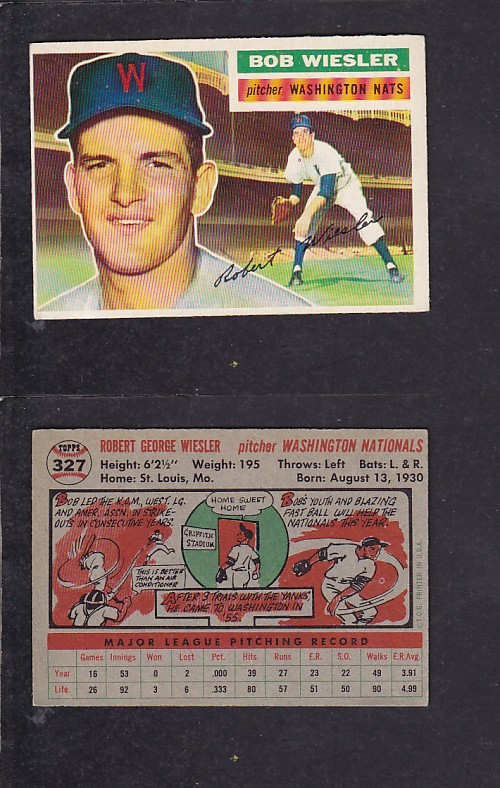 BOB WIESLER
pitcher WASHINGTON NATS
W
Robert Wiesler
TOPPS
327
ROBERT GEORGE WIESLER pitcher WASHINGTON NATIONALS
Height: 6'2½" Weight: 195 Throws: Left Bats: L. & R.
Home: St. Louis, Mo. Born: August 13, 1930
BOB LED THE K.O.M., WEST. LG.
AND AMER. ASSN. IN STRIKE-
OUTS IN CONSECUTIVE YEARS.
THIS IS BETTER
THAN AN AIR
CONDITIONER
HOME SWEET
HOME
GRIFFITH
STADIUM
AFTER 3 TRIALS WITH THE YANKS,
HE CAME TO WASHINGTON IN
'55.
BOB'S YOUTH AND BLAZING
FAST BALL WILL HELP THE
NATIONALS THIS YEAR.
©T.C.G. PRINTED IN U.S.A.
MAJOR LEAGUE PITCHING RECORD
Games Innings Won Lost Pct. Hits Runs E.R. S.O. Walks E.R.Avg.
Year 16 53 0 2 .000 39 27 23 22 49 3.91
Life 26 92 3 6 .333 80 57 51 50 90 4.99